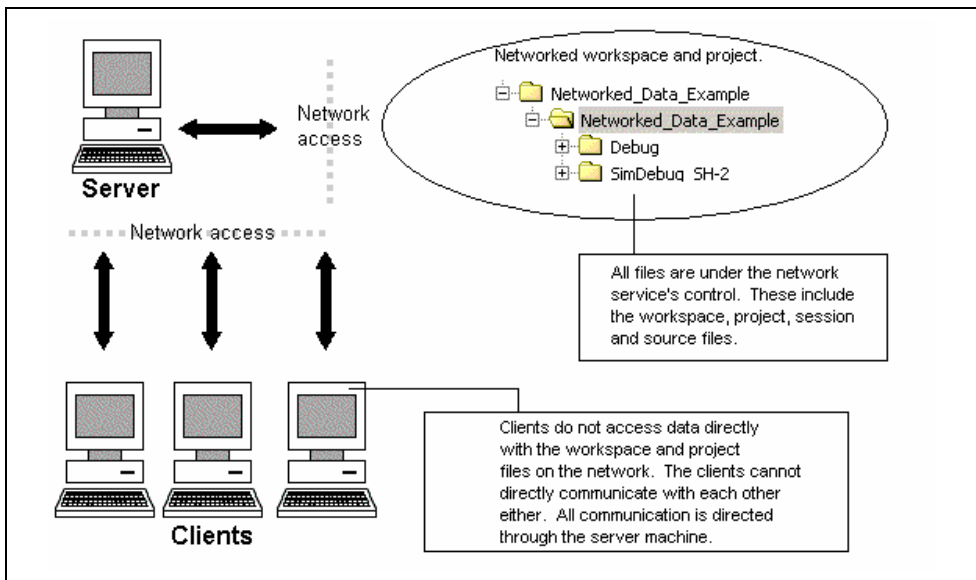 Networked workspace and project.
Networked_Data_Example
Networked_Data_Example
Debug
SimDebug_SH-2
Network
access
Server
Network access
All files are under the network
service's control. These include
the workspace, project, session
and source files.
Clients do not access data directly
with the workspace and project
files on the network. The clients cannot
directly communicate with each other
either. All communication is directed
through the server machine.
Clients